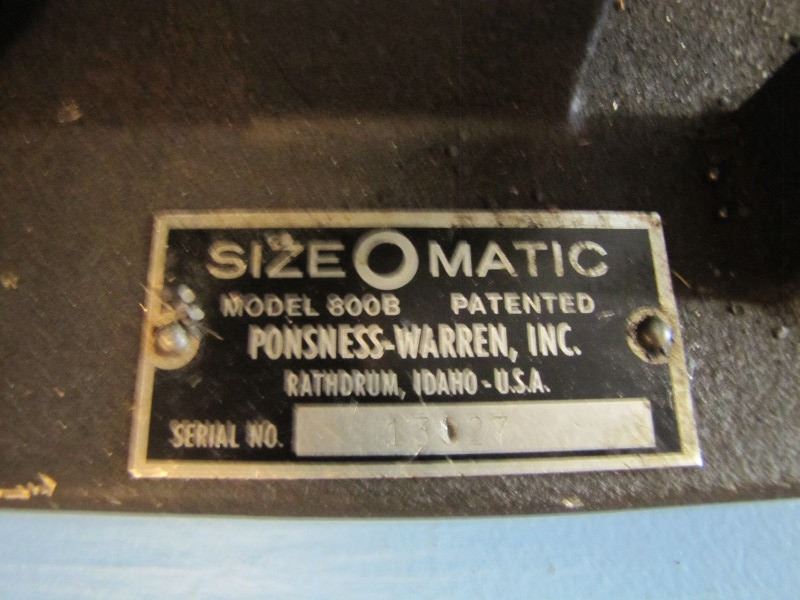 SIZE O MATIC
MODEL 800B PATENTED
PONSNESS-WARREN, INC.
RATHDRUM, IDAHO - U.S.A.
SERIAL NO.